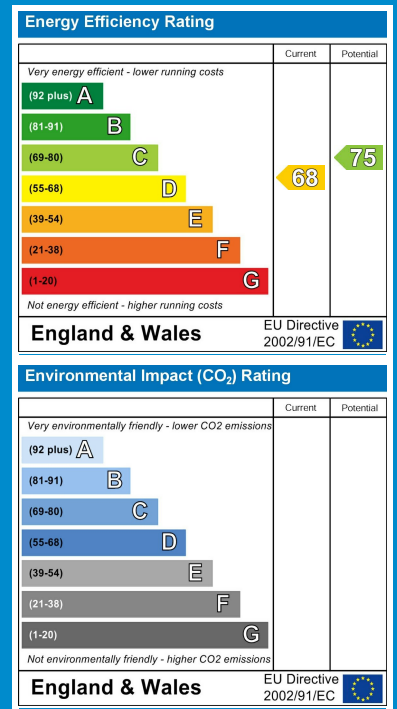 Energy Efficiency Rating
Current Potential
Very energy efficient - lower running costs
(92 plus) A
(81-91) B
(69-80) C
(55-68) D
(39-54) E
(21-38) F
(1-20) G
68
75
Not energy efficient - higher running costs
England & Wales
EU Directive
2002/91/EC
Environmental Impact (CO₂) Rating
Current Potential
Very environmentally friendly - lower CO2 emissions
(92 plus) A
(81-91) B
(69-80) C
(55-68) D
(39-54) E
(21-38) F
(1-20) G
Not environmentally friendly - higher CO2 emissions
England & Wales
EU Directive
2002/91/EC